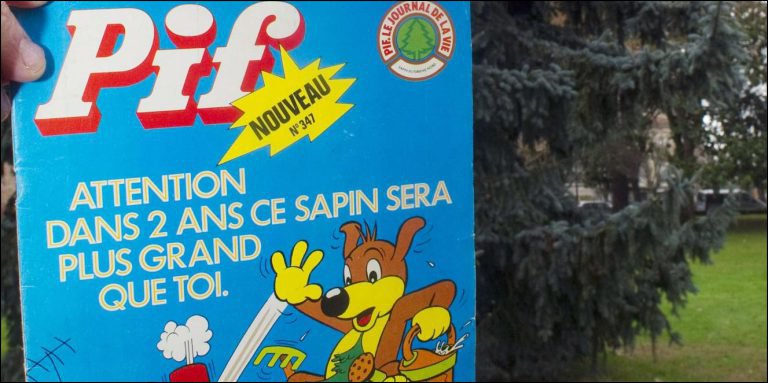 Pif
PIF, LE JOURNAL DE LA VIE
NOUVEAU
N° 347
ATTENTION
DANS 2 ANS CE SAPIN SERA
PLUS GRAND
QUE TOI.